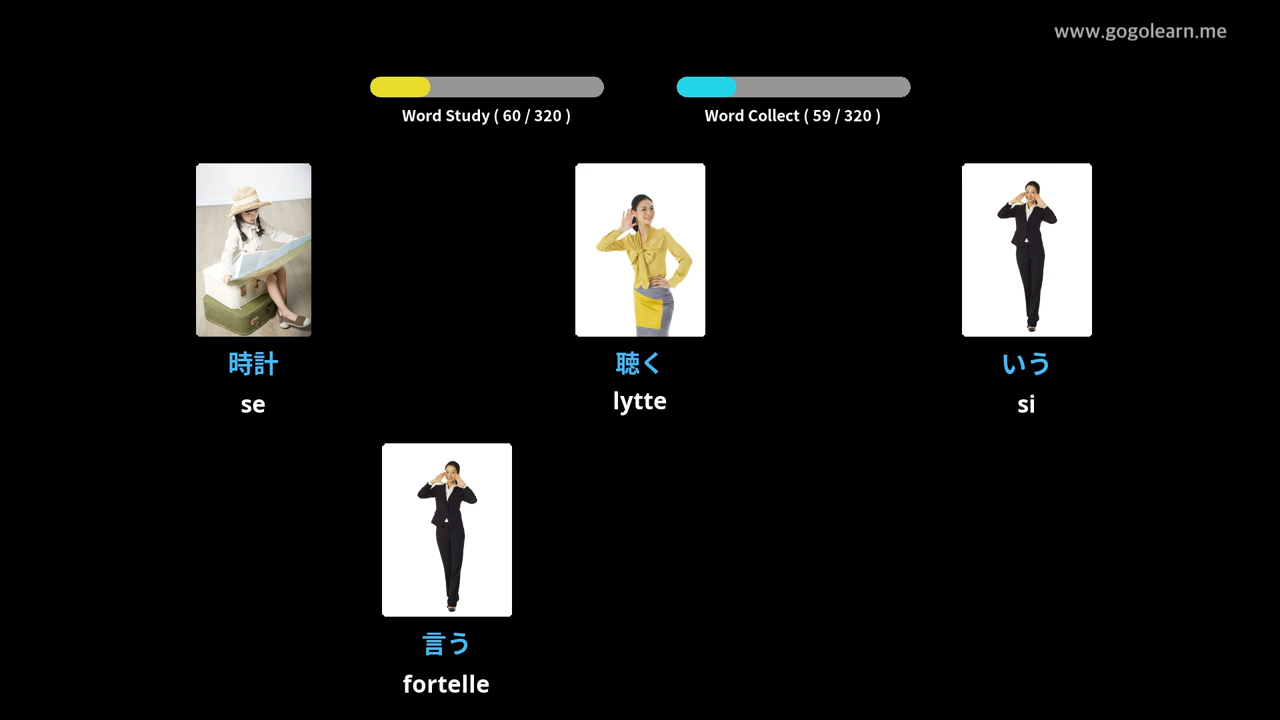 www.gogolearn.me
Word Study ( 60 / 320 )
Word Collect ( 59 / 320 )
時計
se
聴く
lytte
いう
si
言う
fortelle